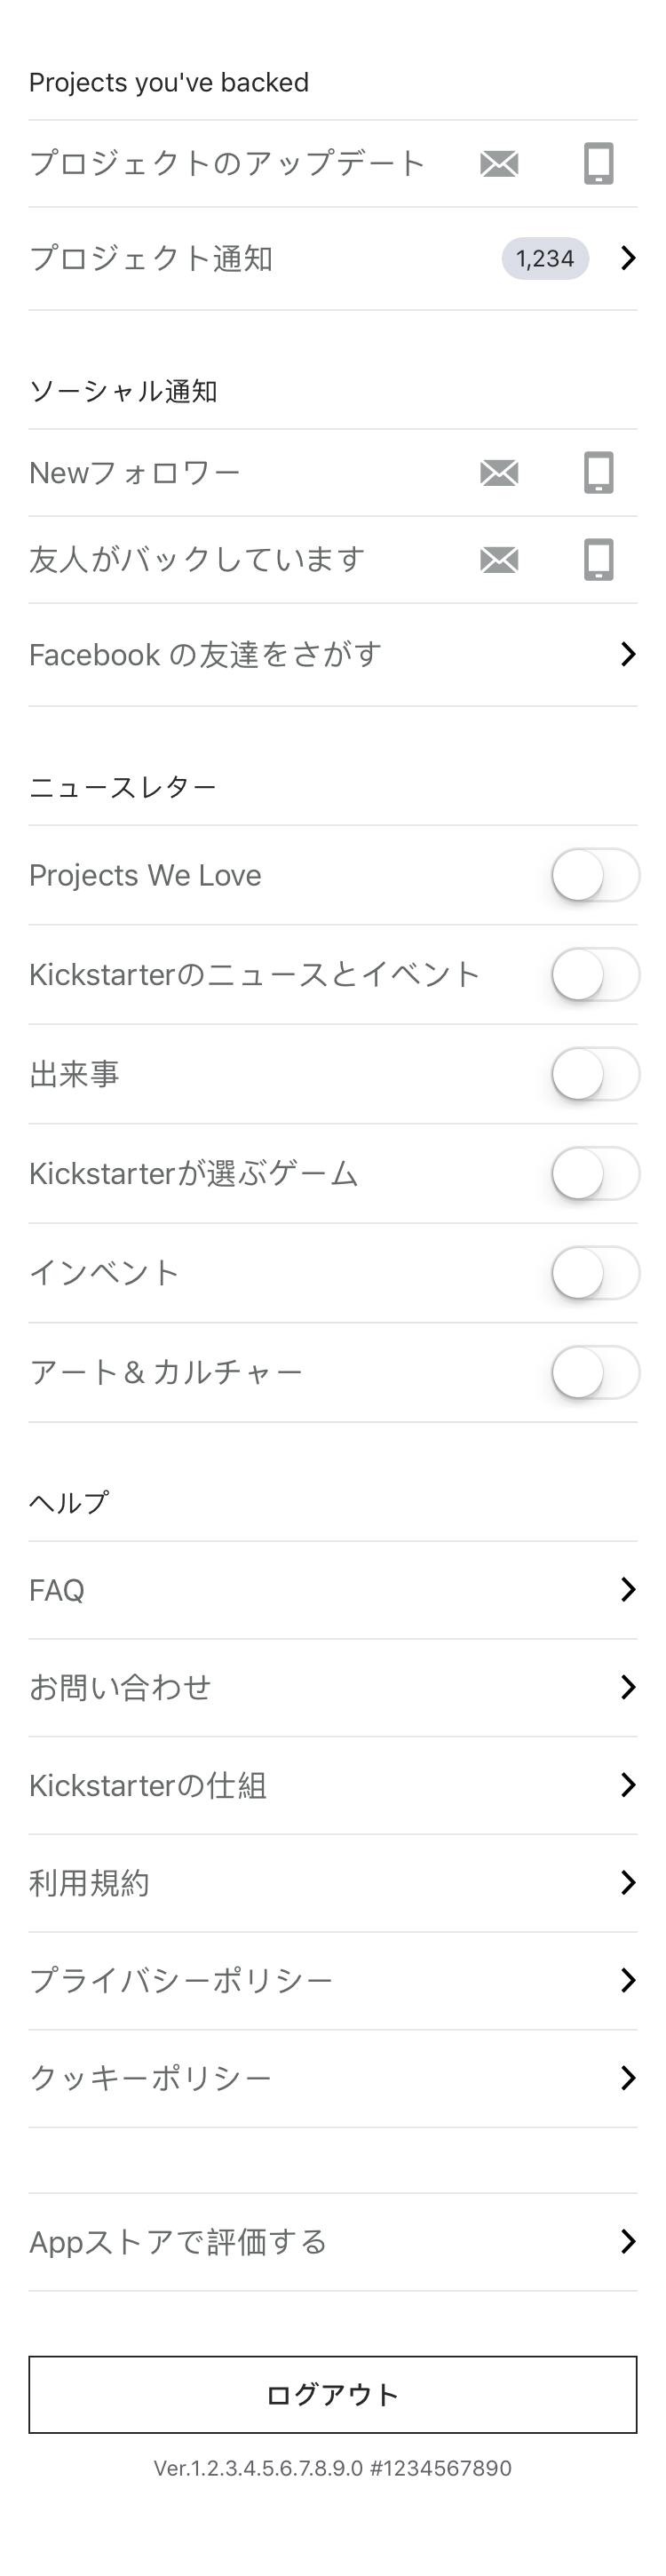 Projects you've backed
プロジェクトのアップデート
プロジェクト通知 1,234
ソーシャル通知
Newフォロワー
友人がバックしています
Facebook の友達をさがす
ニュースレター
Projects We Love
Kickstarterのニュースとイベント
出来事
Kickstarterが選ぶゲーム
インベント
アート＆カルチャー
ヘルプ
FAQ
お問い合わせ
Kickstarterの仕組
利用規約
プライバシーポリシー
クッキーポリシー
Appストアで評価する
ログアウト
Ver.1.2.3.4.5.6.7.8.9.0 #1234567890